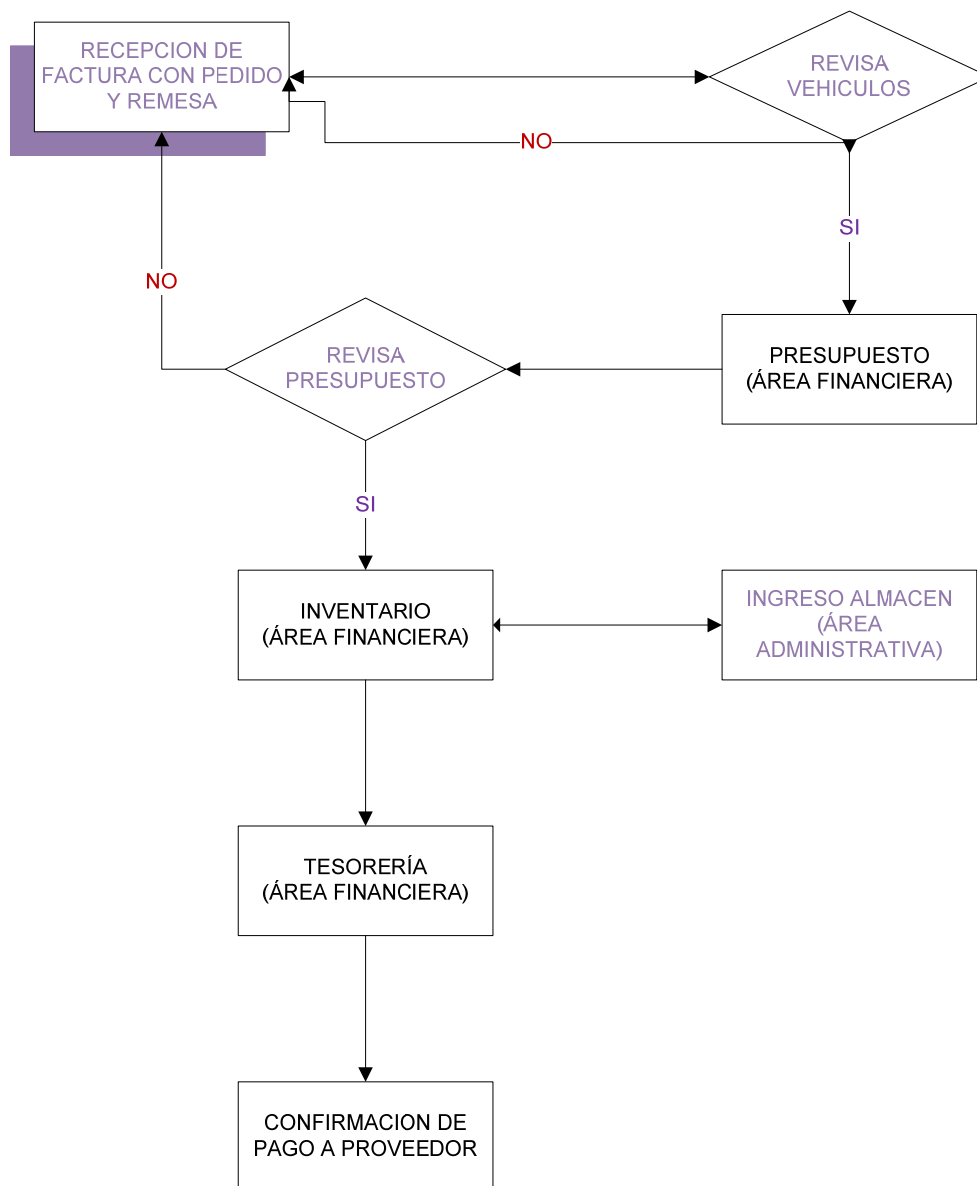 RECEPCION DE
FACTURA CON PEDIDO
Y REMESA
REVISA
VEHICULOS
NO
SI
NO
REVISA
PRESUPUESTO
PRESUPUESTO
(ÁREA FINANCIERA)
SI
INVENTARIO
(ÁREA FINANCIERA)
INGRESO ALMACEN
(ÁREA
ADMINISTRATIVA)
TESORERÍA
(ÁREA FINANCIERA)
CONFIRMACION DE
PAGO A PROVEEDOR